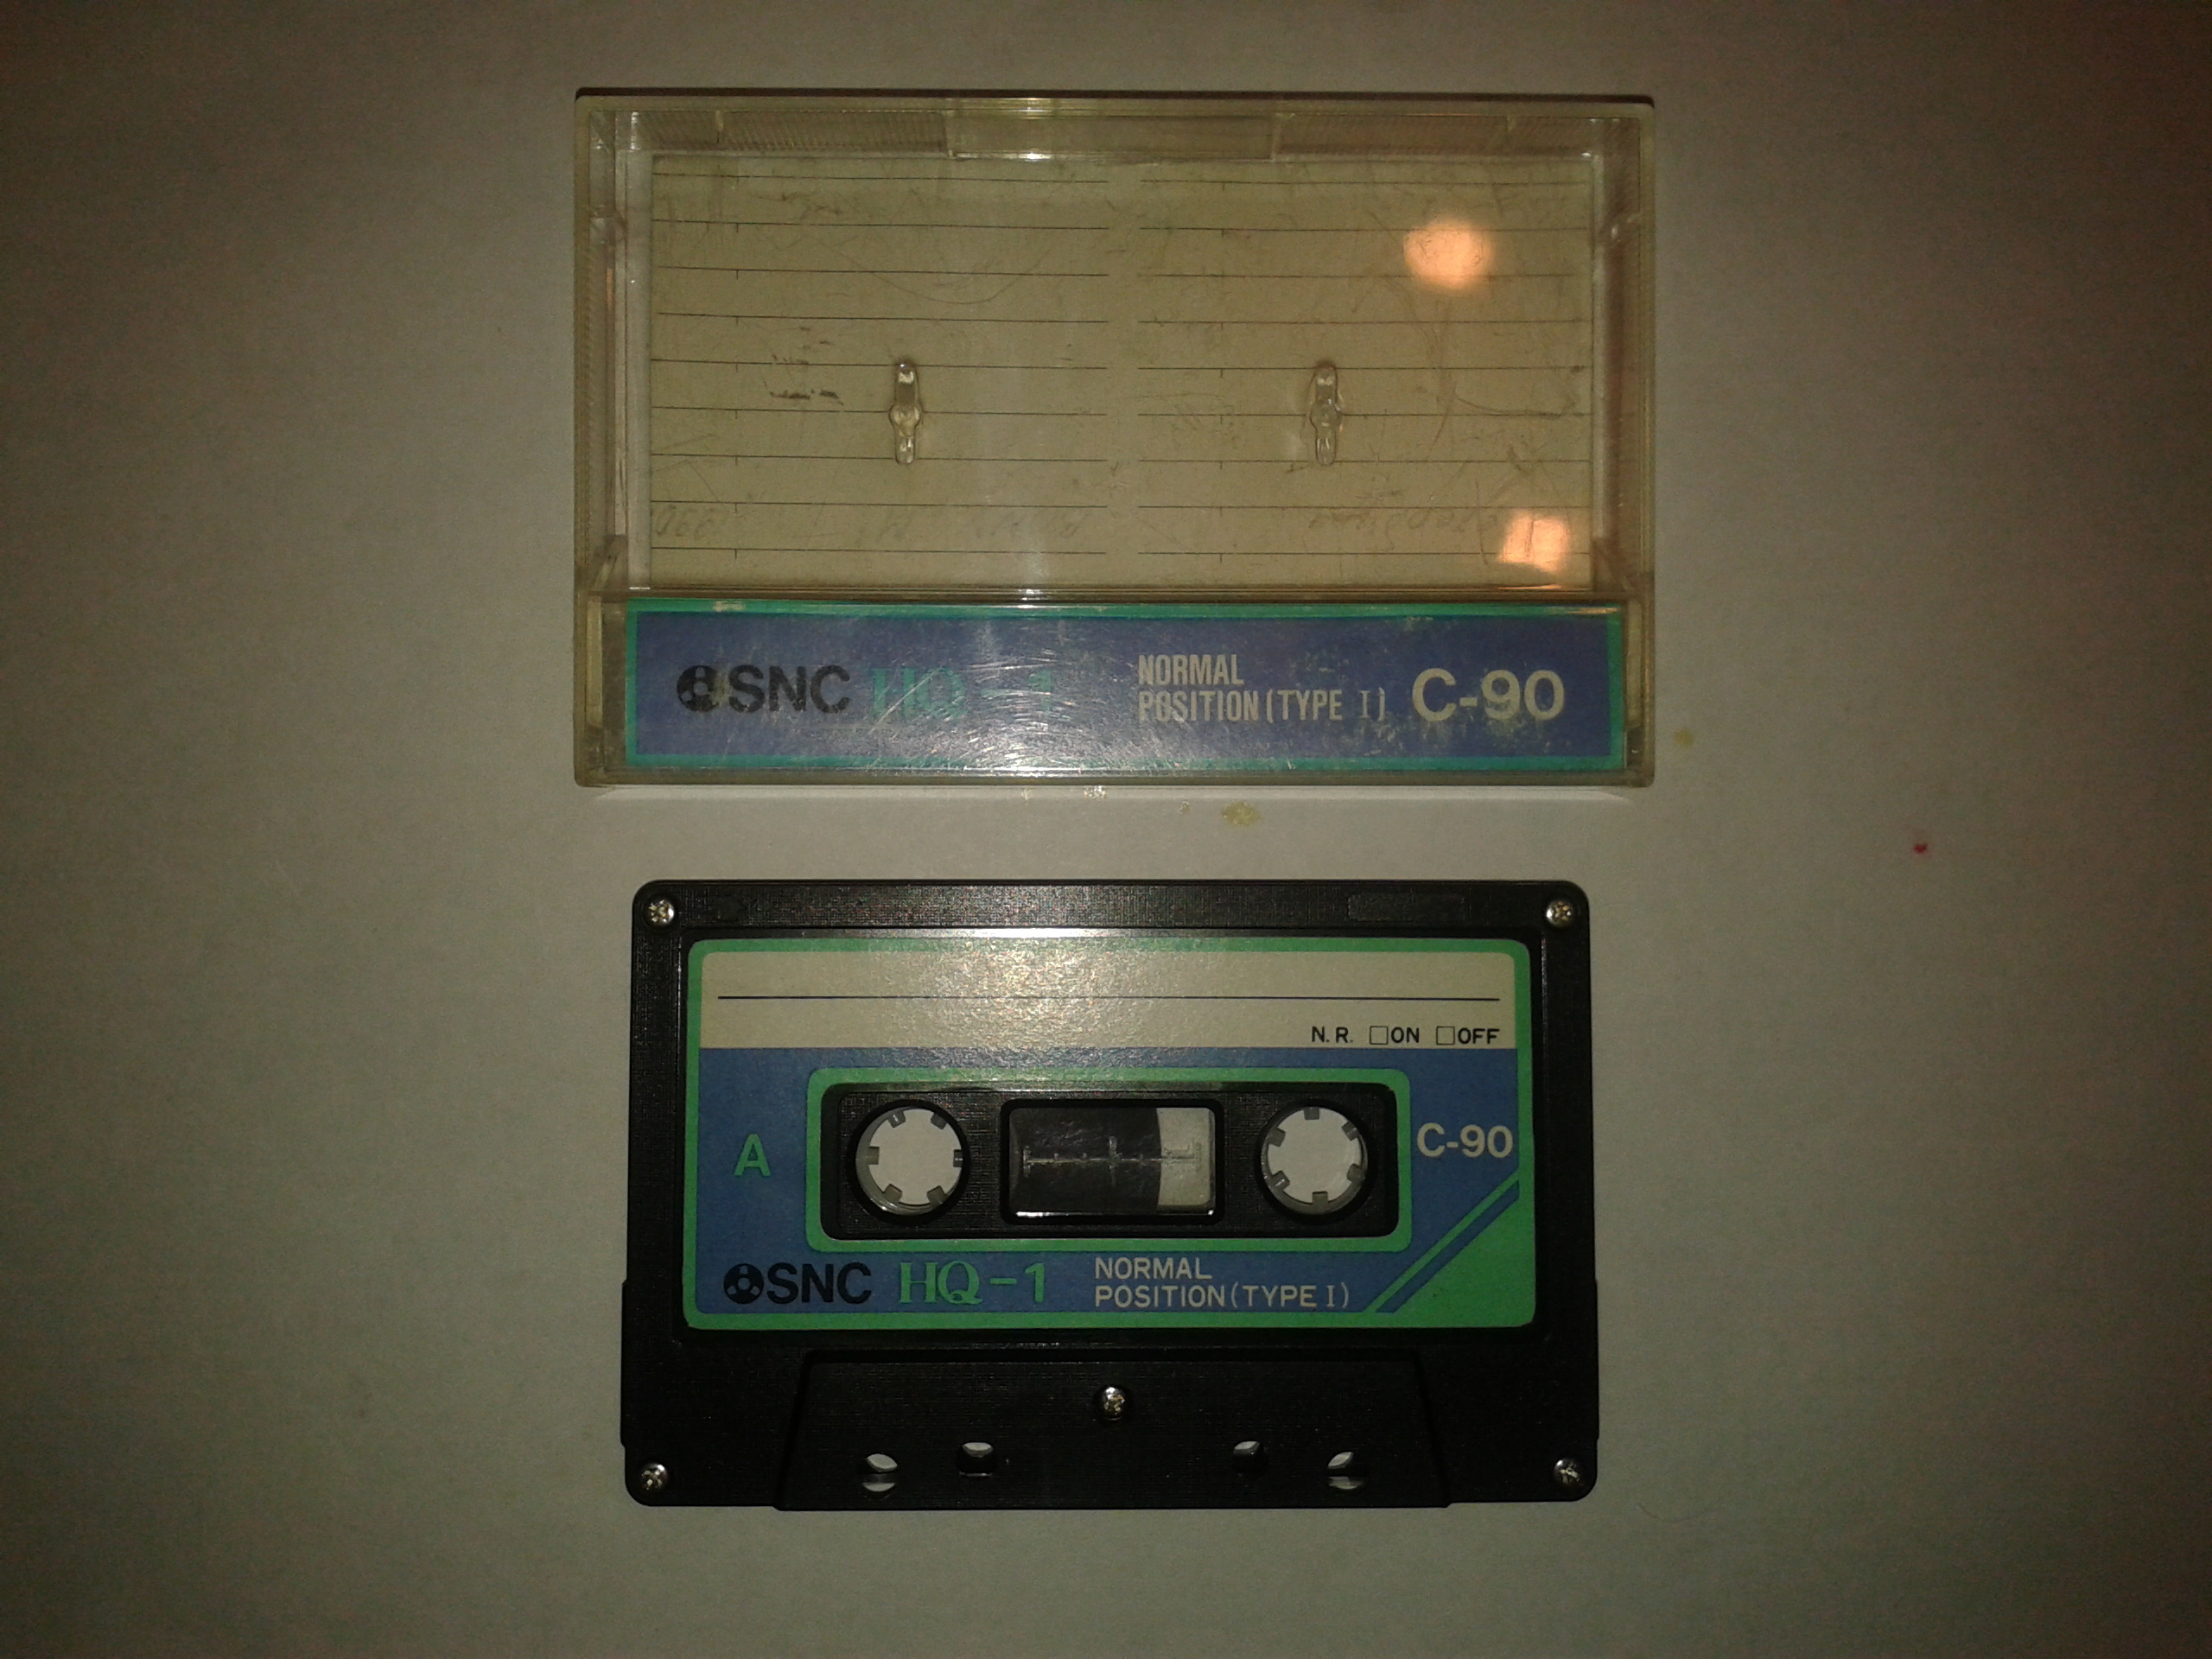 SNC HQ-1 NORMAL POSITION (TYPE I) C-90
N.R. □ON □OFF
A
C-90
SNC HQ-1 NORMAL POSITION (TYPE I)